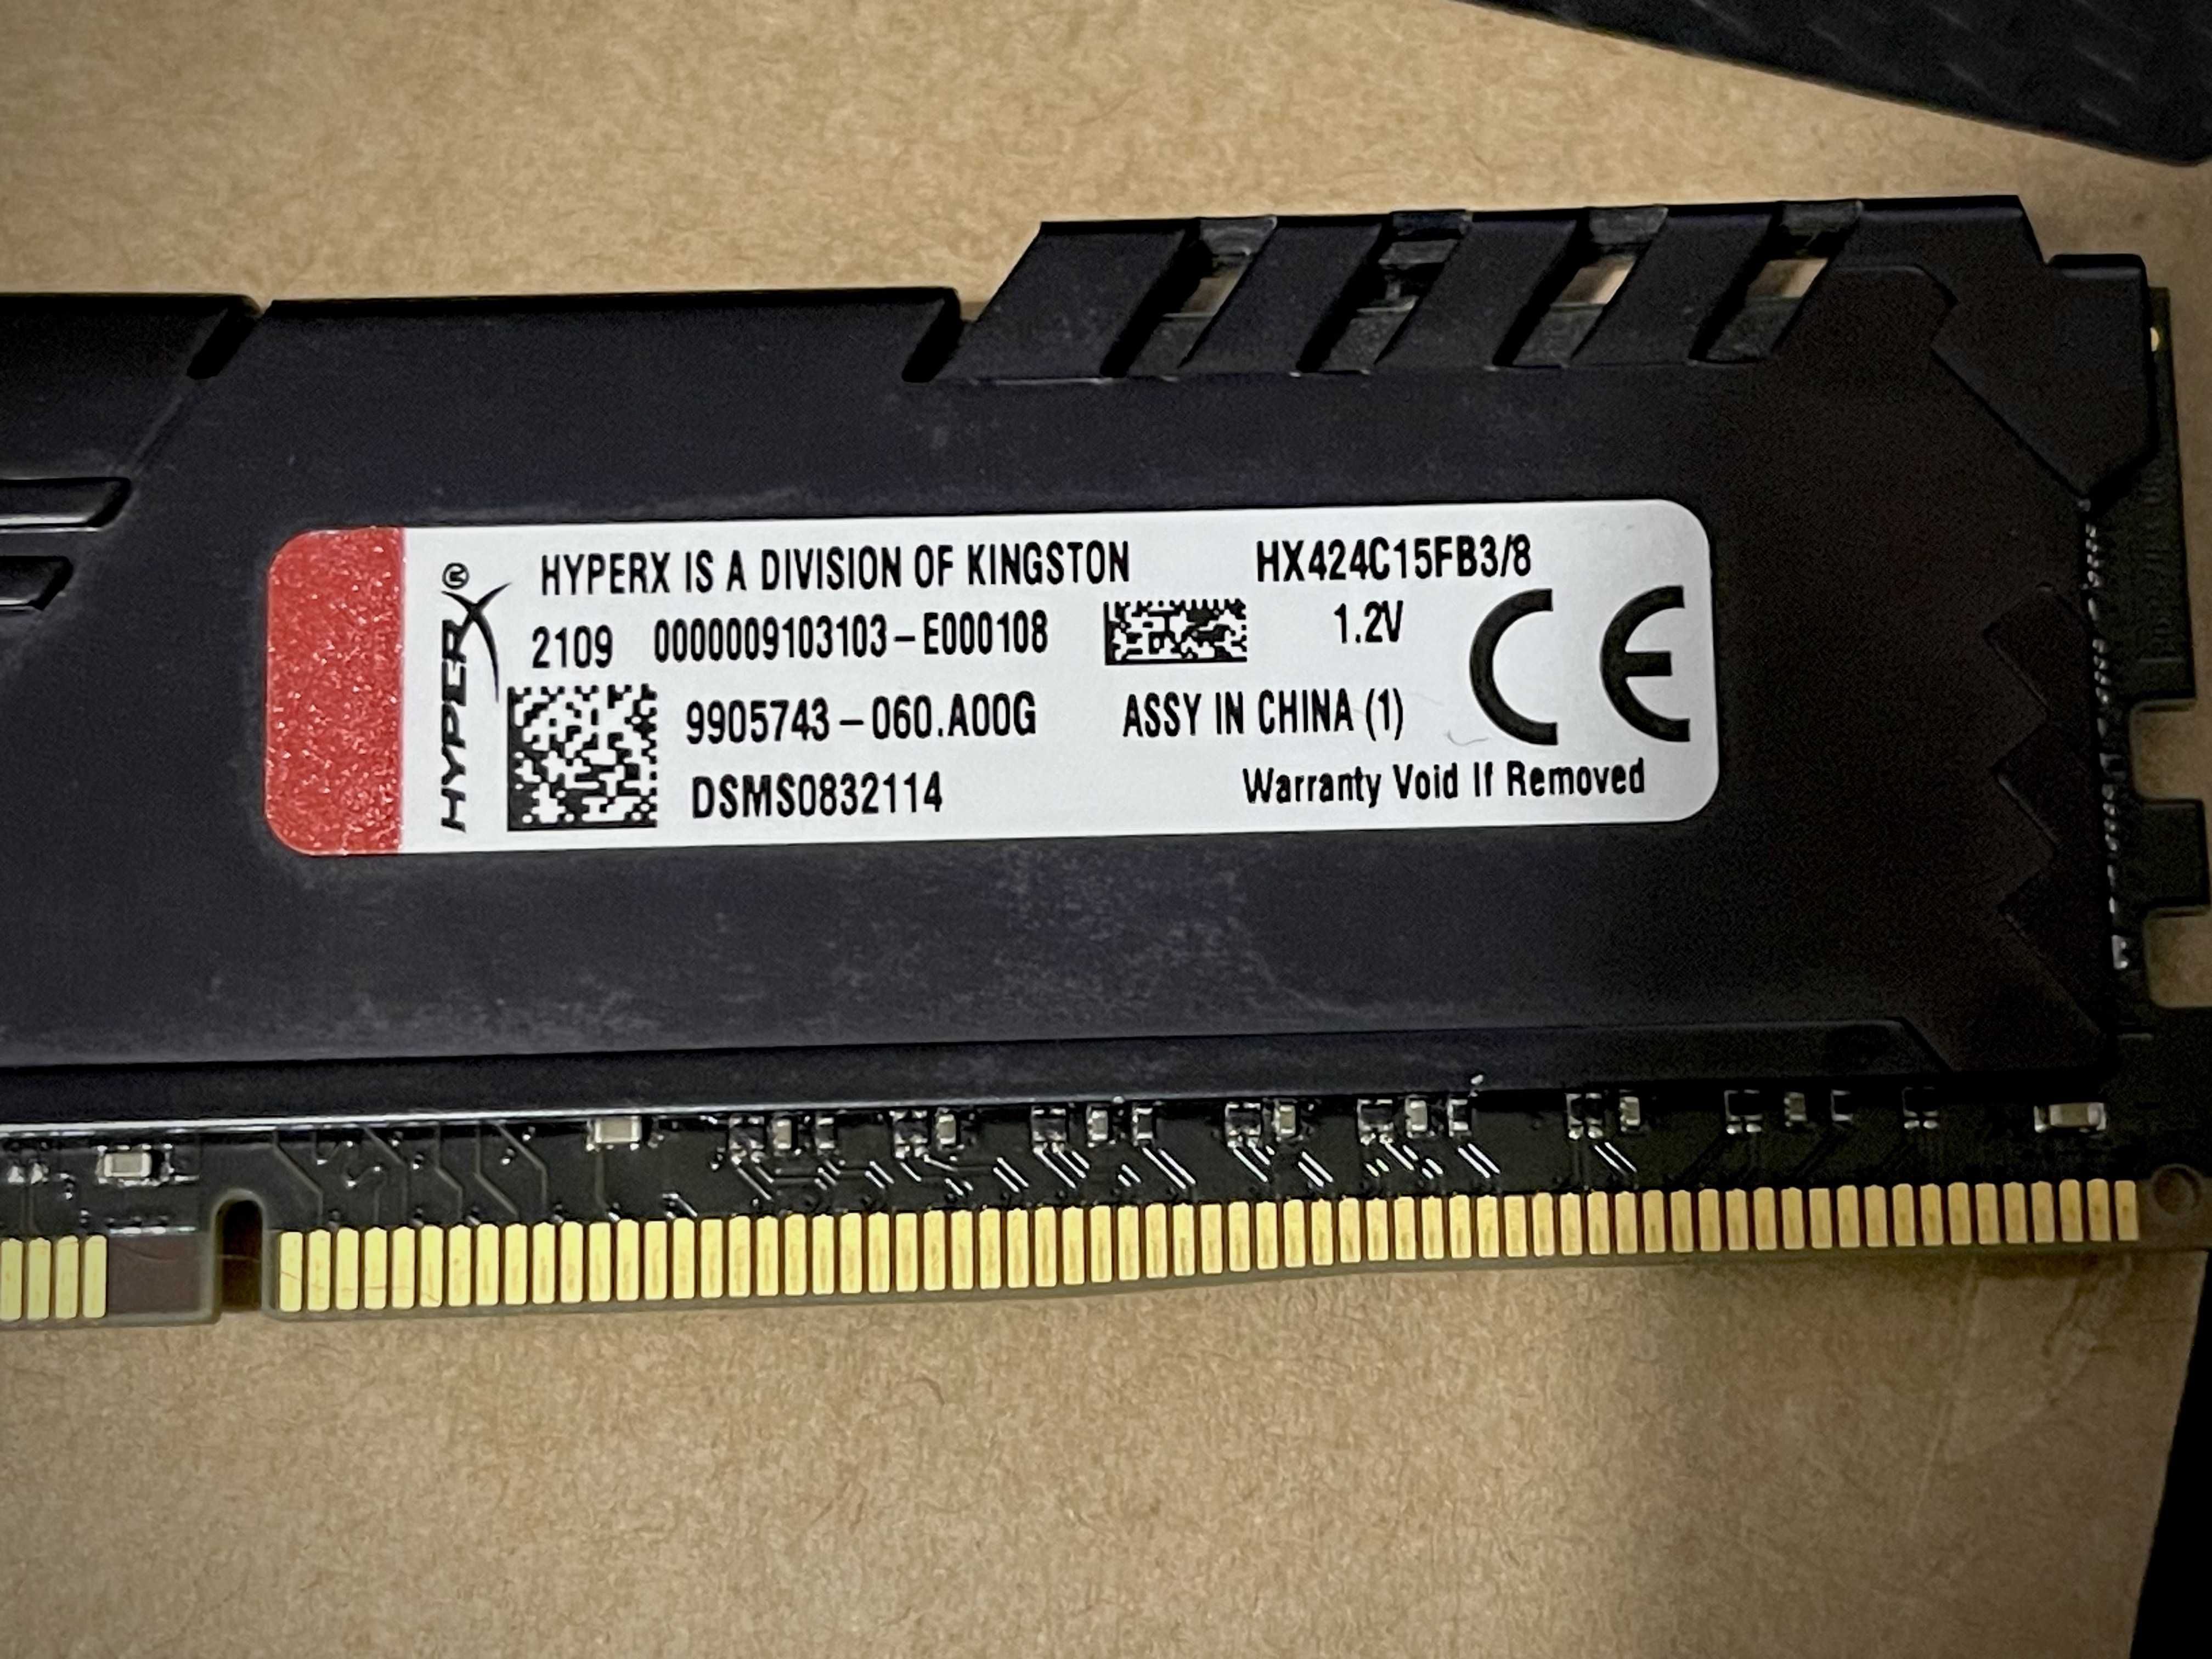 HYPERX®
HYPERX IS A DIVISION OF KINGSTON HX424C15FB3/8
2109 0000009103103-E000108 1.2V
9905743-060.A00G ASSY IN CHINA (1) CE
DSMS0832114 Warranty Void If Removed